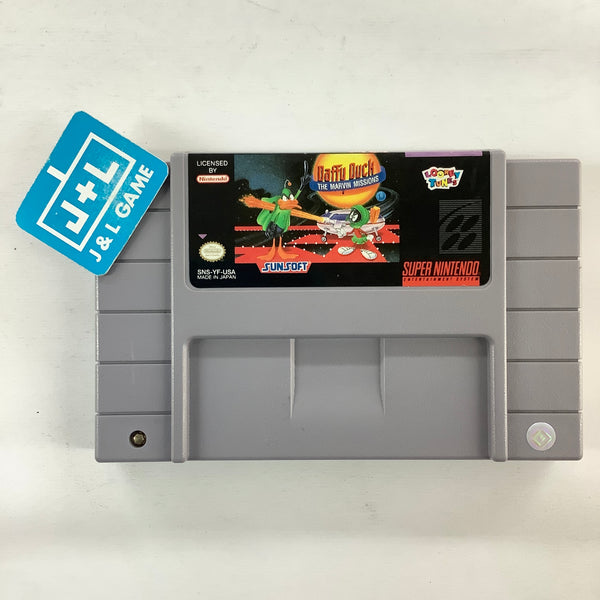 J+L
J & L GAME
LICENSED BY
Nintendo
Daffy Duck
THE MARVIN MISSIONS
LOONEY
TUNES
SUNSOFT
SNS-YF-USA
MADE IN JAPAN
SUPER NINTENDO
ENTERTAINMENT SYSTEM